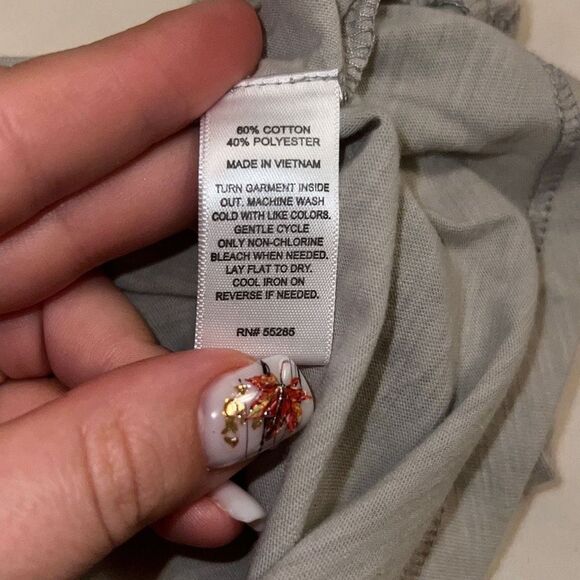 60% COTTON
40% POLYESTER
MADE IN VIETNAM
TURN GARMENT INSIDE
OUT. MACHINE WASH
COLD WITH LIKE COLORS.
GENTLE CYCLE
ONLY NON-CHLORINE
BLEACH WHEN NEEDED.
LAY FLAT TO DRY.
COOL IRON ON
REVERSE IF NEEDED.
RN# 55285